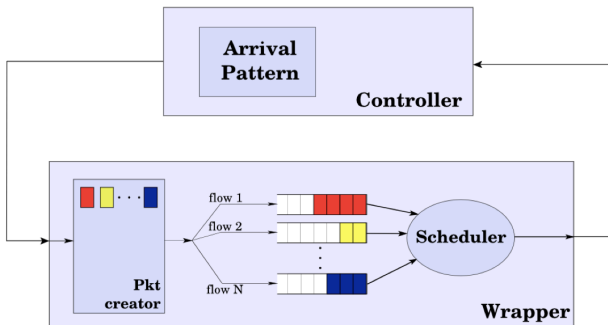 Arrival
Pattern
Controller
flow 1
flow 2
flow N
Scheduler
Pkt
creator
Wrapper